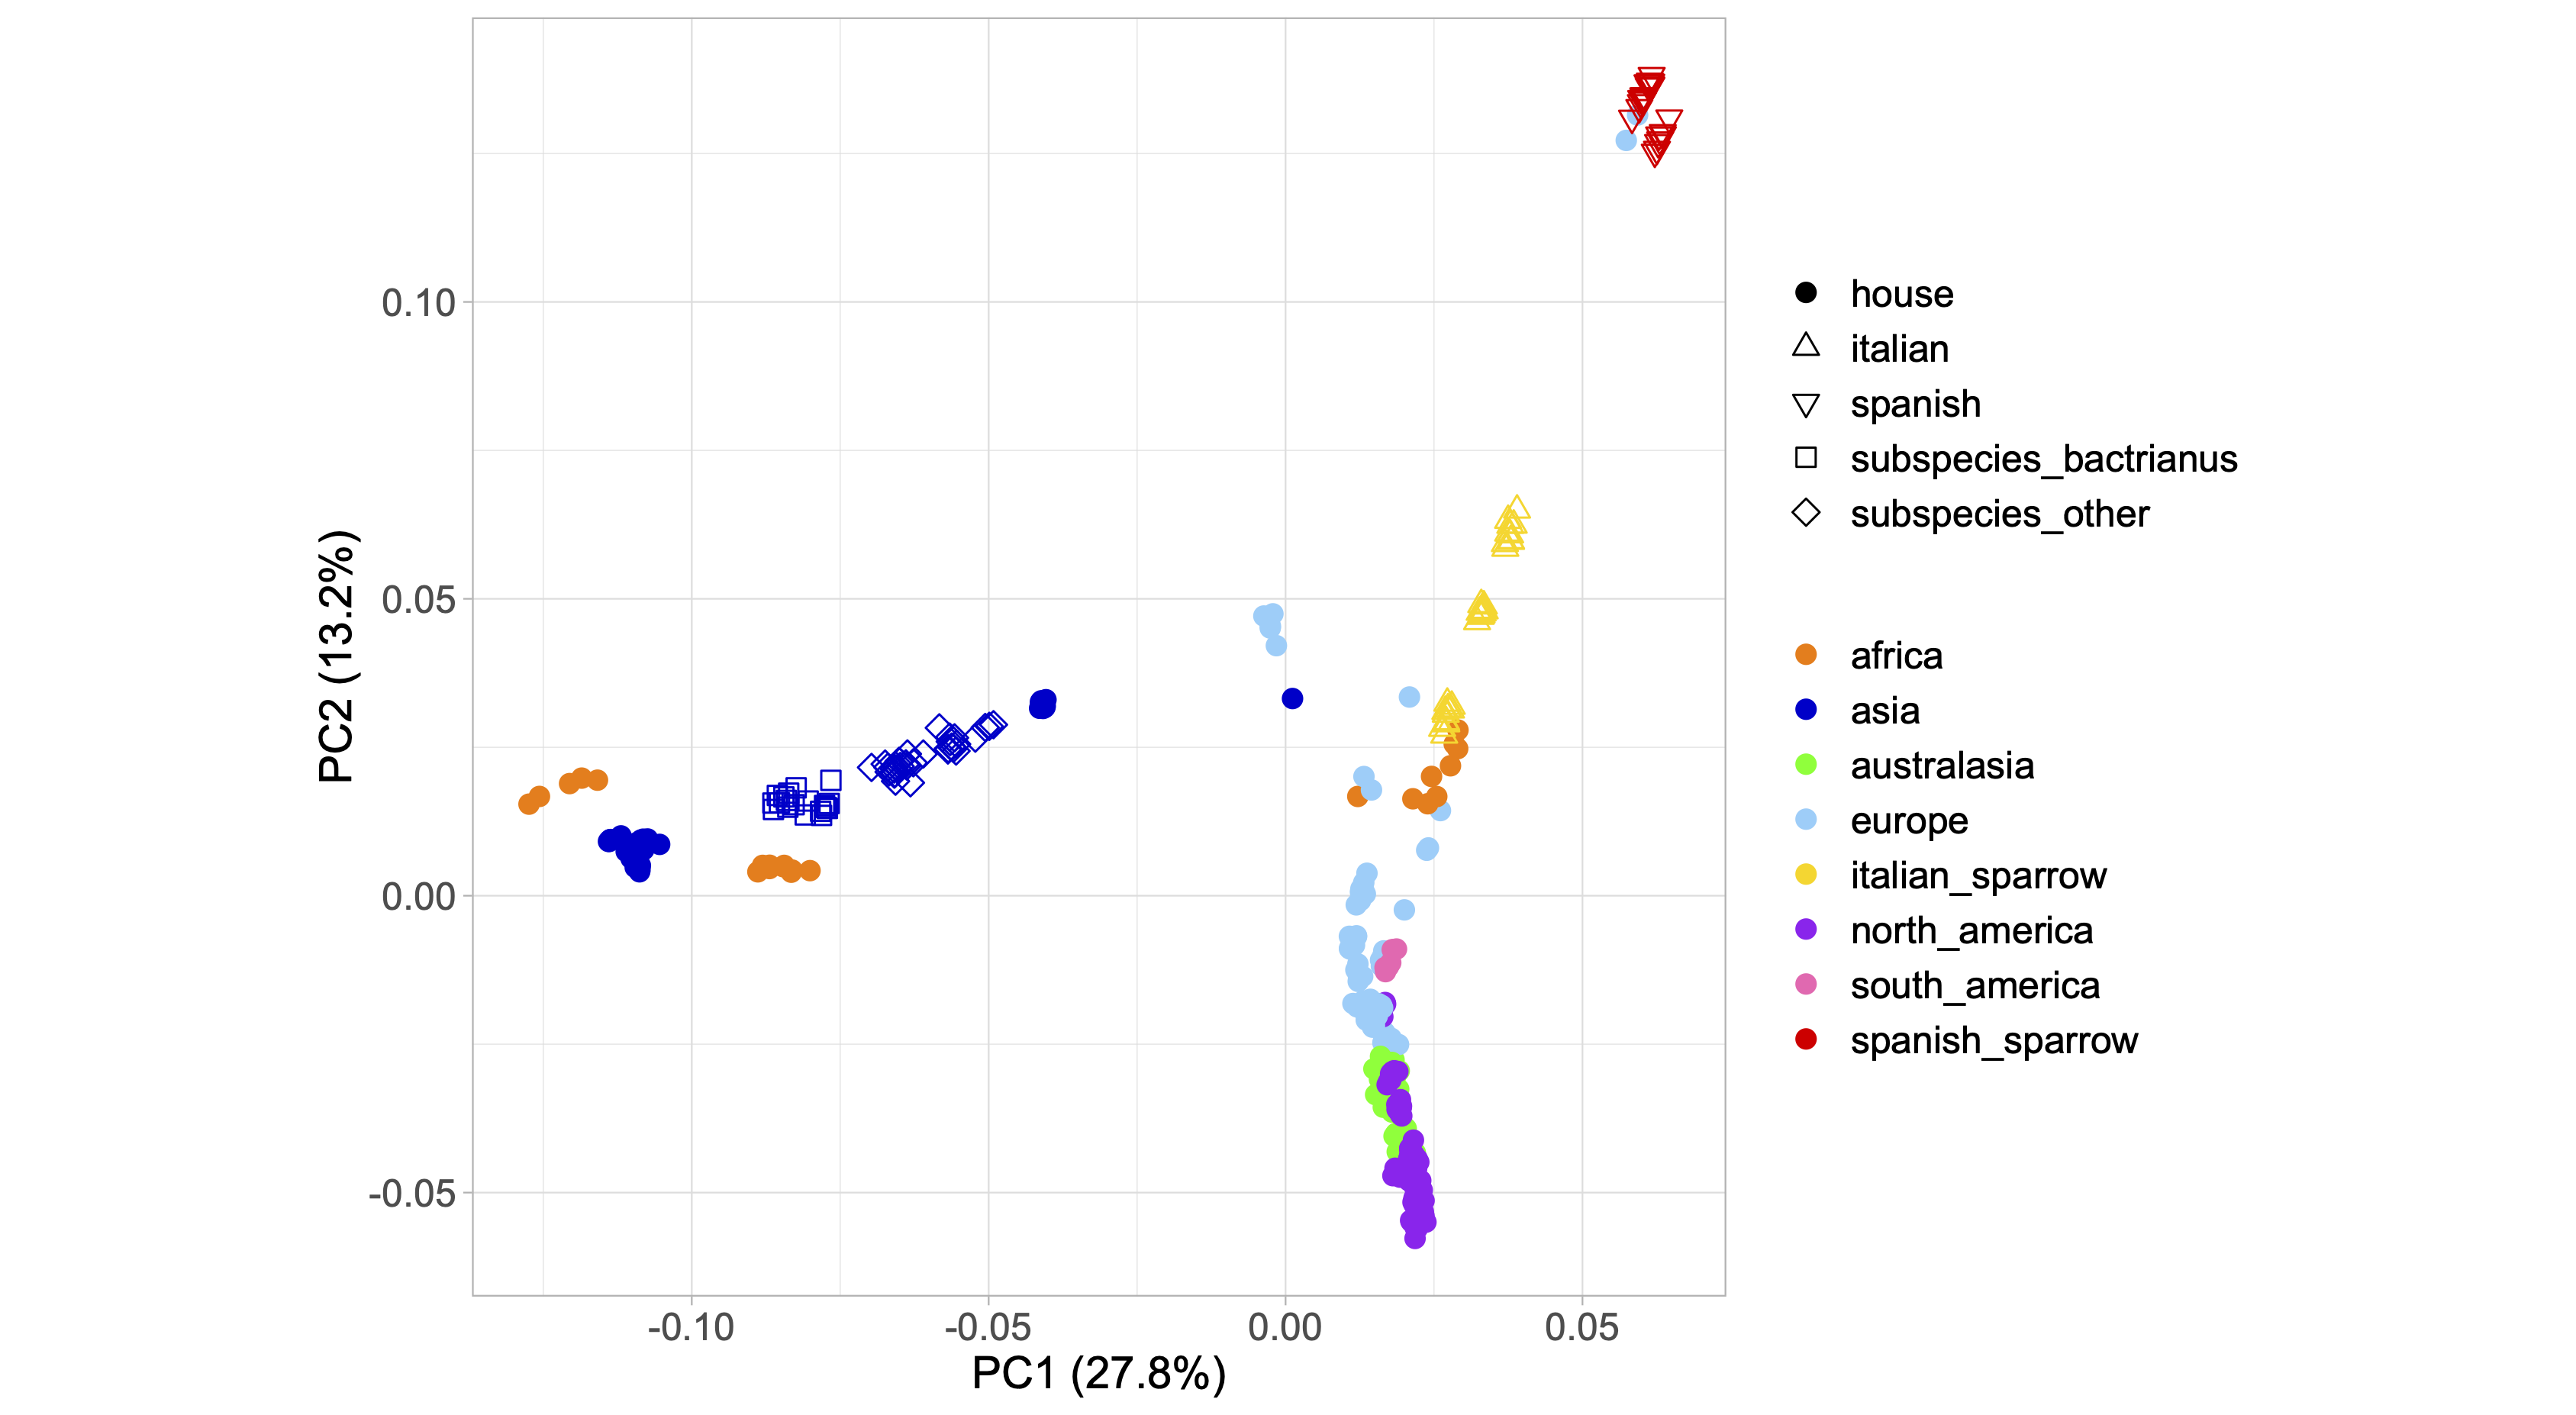 PC2 (13.2%)
0.10
0.05
0.00
-0.05
-0.10
-0.05
0.00
0.05
PC1 (27.8%)
house
italian
spanish
subspecies_bactrianus
subspecies_other
africa
asia
australasia
europe
italian_sparrow
north_america
south_america
spanish_sparrow